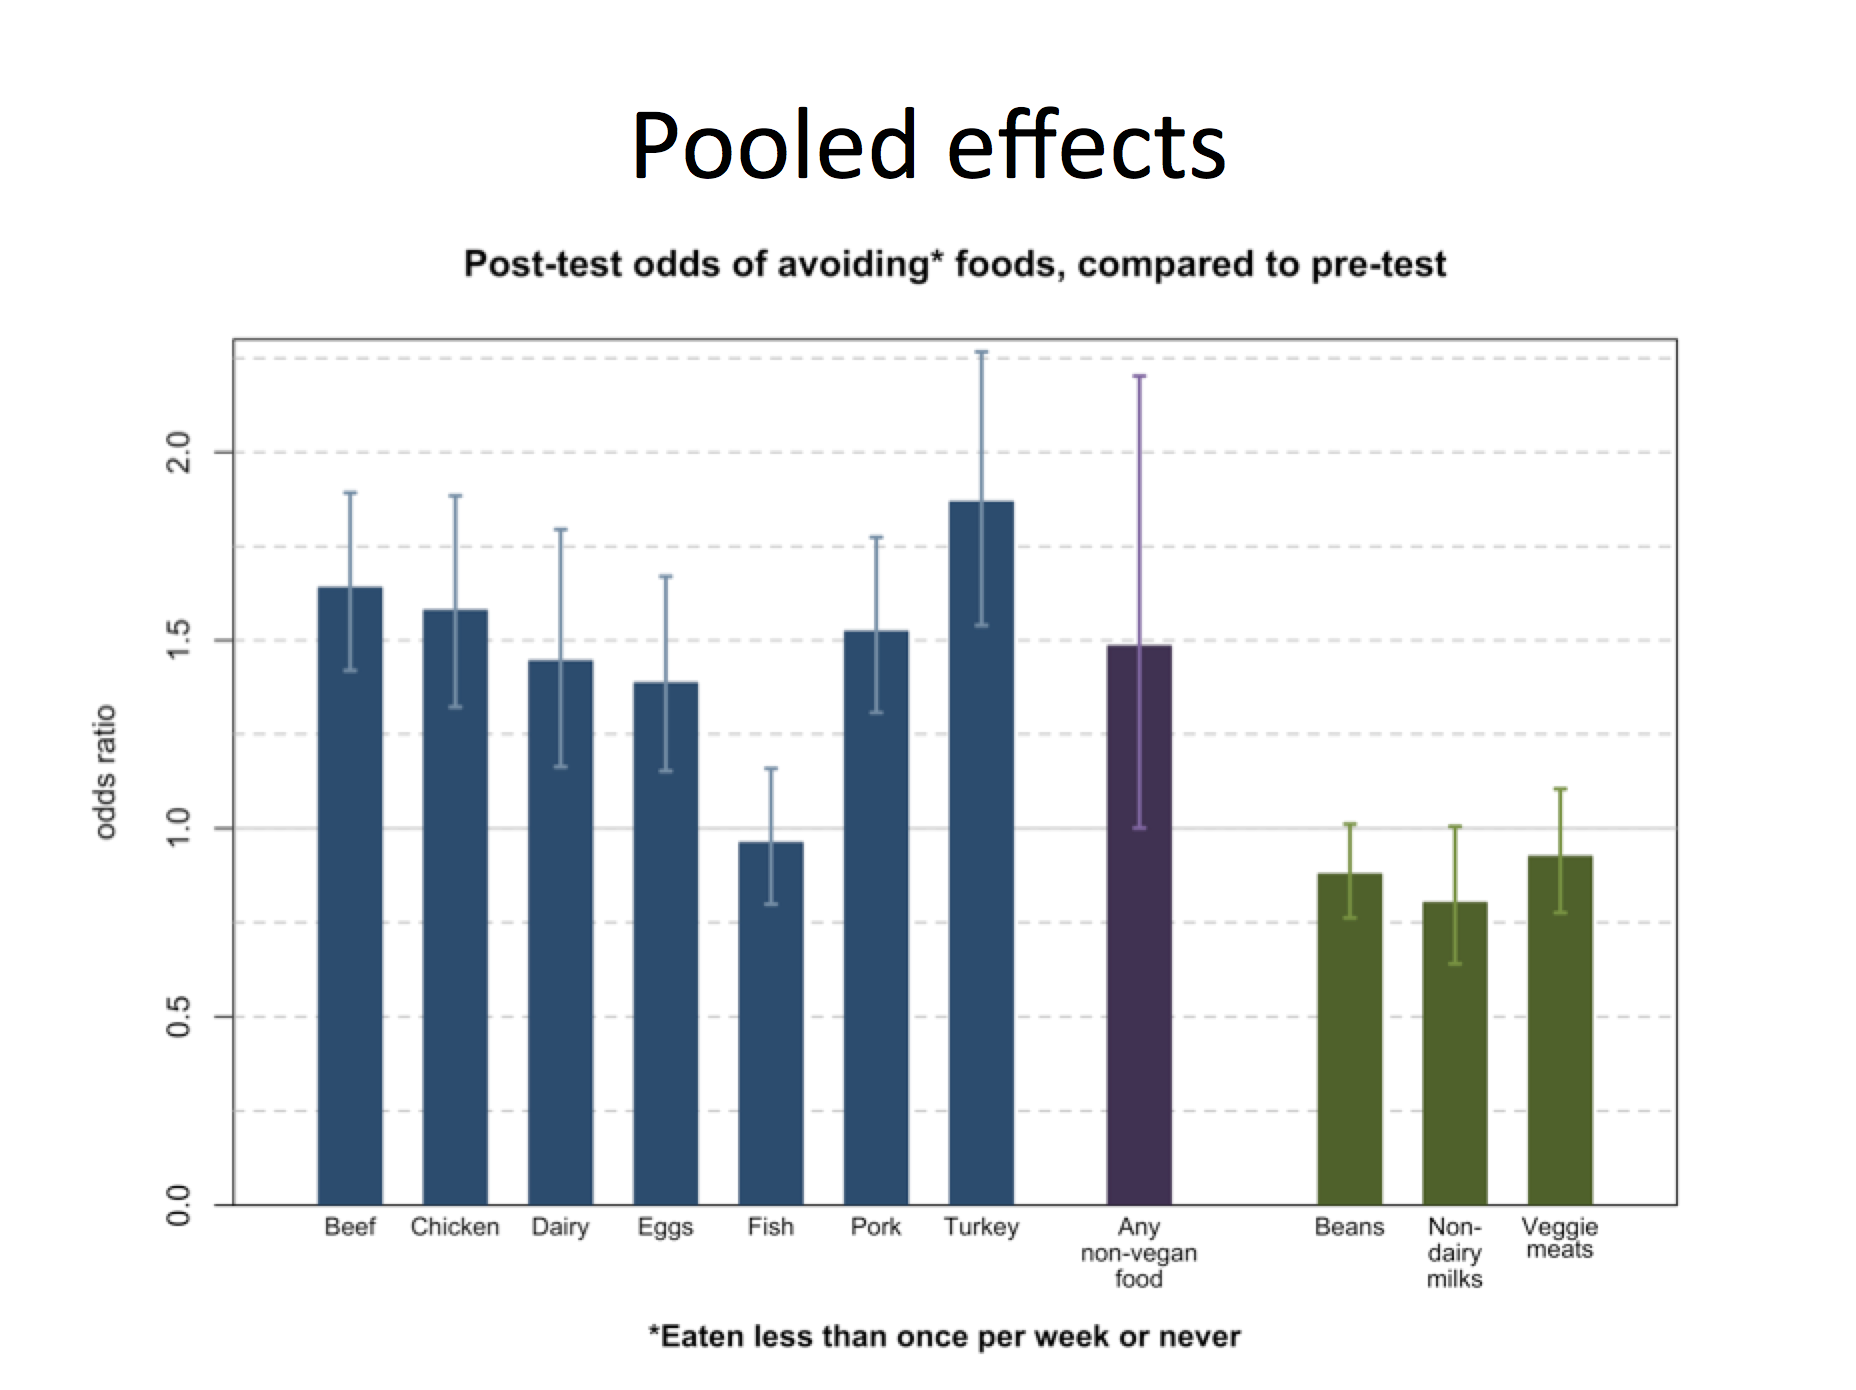 Pooled effects
Post-test odds of avoiding* foods, compared to pre-test
2.0
1.5
1.0
0.5
0.0
odds ratio
Beef
Chicken
Dairy
Eggs
Fish
Pork
Turkey
Any
non-vegan
food
Beans
Non-
dairy
milks
Veggie
meats
*Eaten less than once per week or never